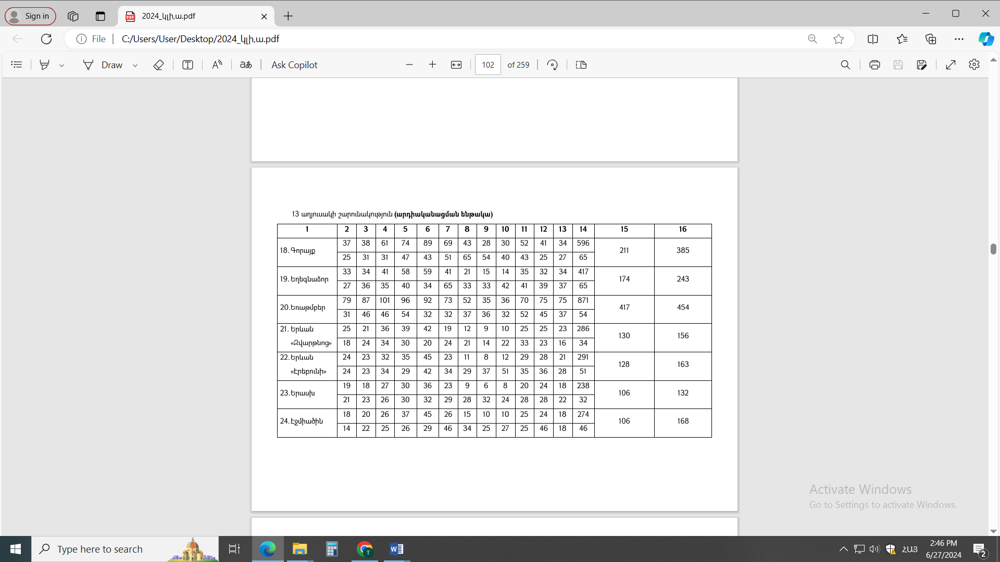 Sign in
2024_կլի,ա.pdf
File
C:/Users/User/Desktop/2024_կլի,ա.pdf
Draw
Ask Copilot
102 of 259
13 աղյուսակի շարունակություն (արդիականացման ենթակա)
1 2 3 4 5 6 7 8 9 10 11 12 13 14 15 16
18. Գորայք 37 38 61 74 89 69 43 28 30 52 41 34 596 211 385
25 31 31 47 43 51 65 54 40 43 25 27 65
19. Եղեգնաձոր 33 34 41 58 59 41 21 15 14 35 32 34 417 174 243
27 36 35 40 34 65 33 33 42 41 39 37 65
20. Եռաթմբեր 79 87 101 96 92 73 52 35 36 70 75 75 871 417 454
31 46 46 54 32 32 37 36 32 52 45 37 54
21. Երևան 25 21 36 39 42 19 12 9 10 25 25 23 286 130 156
«Զվարթնոց» 18 24 34 30 20 24 21 14 22 33 23 16 34
22. Երևան 24 23 32 35 45 23 11 8 12 29 28 21 291 128 163
«Էրեբունի» 24 23 34 29 42 34 29 37 51 35 36 28 51
23. Երասխ 19 18 27 30 36 23 9 6 8 20 24 18 238 106 132
21 23 26 30 32 29 28 32 24 28 28 22 32
24. Էջմիածին 18 20 26 37 45 26 15 10 10 25 24 18 274 106 168
14 22 25 26 29 46 34 25 27 25 46 18 46
Activate Windows
Go to Settings to activate Windows.
Type here to search
ՀԱՅ
2:46 PM
6/27/2024
2